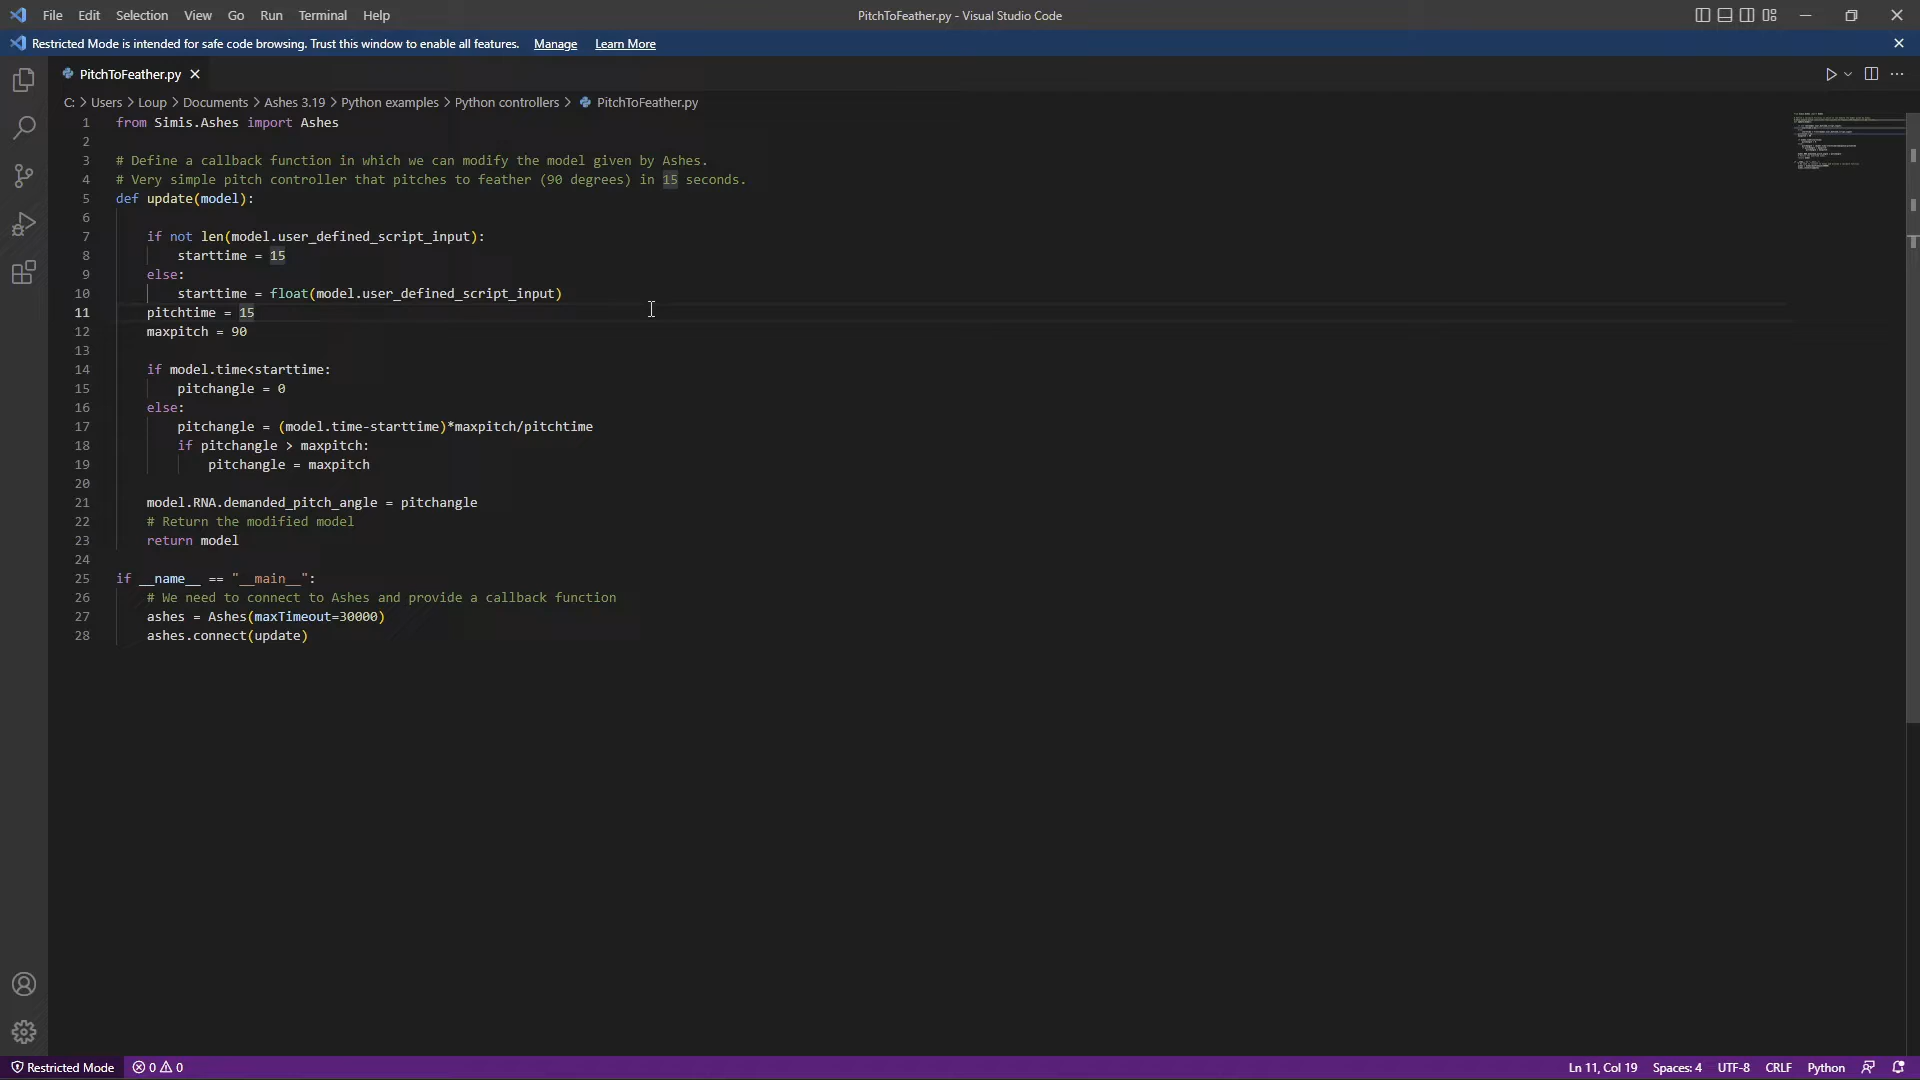 File Edit Selection View Go Run Terminal Help PitchToFeather.py - Visual Studio Code
Restricted Mode is intended for safe code browsing. Trust this window to enable all features. Manage Learn More
PitchToFeather.py
C: > Users > Loup > Documents > Ashes 3.19 > Python examples > Python controllers > PitchToFeather.py
1 from Simis.Ashes import Ashes
2
3 # Define a callback function in which we can modify the model given by Ashes.
4 # Very simple pitch controller that pitches to feather (90 degrees) in 15 seconds.
5 def update(model):
6
7     if not len(model.user_defined_script_input):
8         starttime = 15
9     else:
10         starttime = float(model.user_defined_script_input)
11     pitchtime = 15
12     maxpitch = 90
13
14     if model.time<starttime:
15         pitchangle = 0
16     else:
17         pitchangle = (model.time-starttime)*maxpitch/pitchtime
18         if pitchangle > maxpitch:
19             pitchangle = maxpitch
20
21     model.RNA.demanded_pitch_angle = pitchangle
22     # Return the modified model
23     return model
24
25 if __name__ == "__main__":
26     # We need to connect to Ashes and provide a callback function
27     ashes = Ashes(maxTimeout=30000)
28     ashes.connect(update)
Restricted Mode 0 0 Ln 11, Col 19 Spaces: 4 UTF-8 CRLF Python